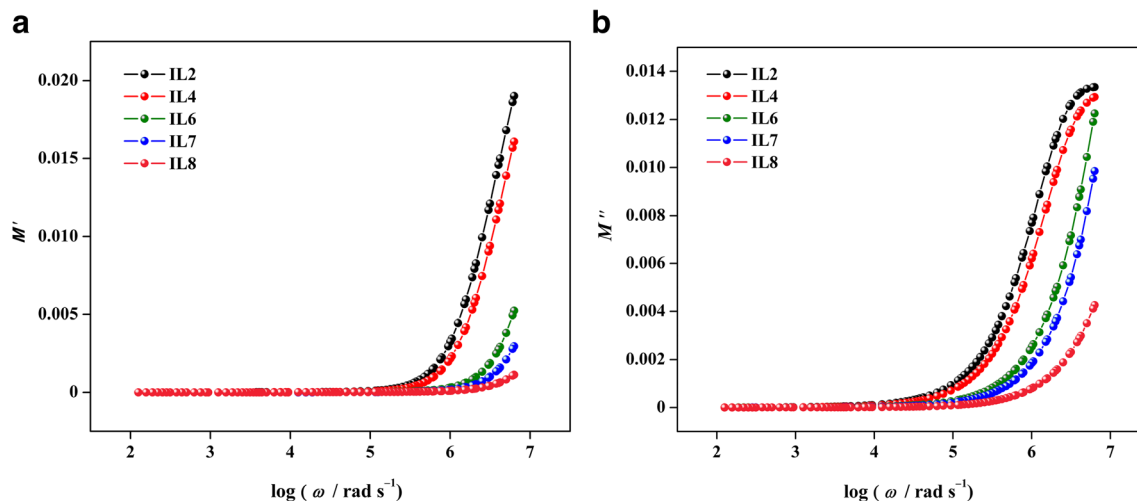 a
0.020
0.015
0.010
0.005
0
M′
IL2
IL4
IL6
IL7
IL8
2 3 4 5 6 7
log ( ω / rad s⁻¹)
b
0.014
0.012
0.010
0.008
0.006
0.004
0.002
0
M″
IL2
IL4
IL6
IL7
IL8
2 3 4 5 6 7
log ( ω / rad s⁻¹)